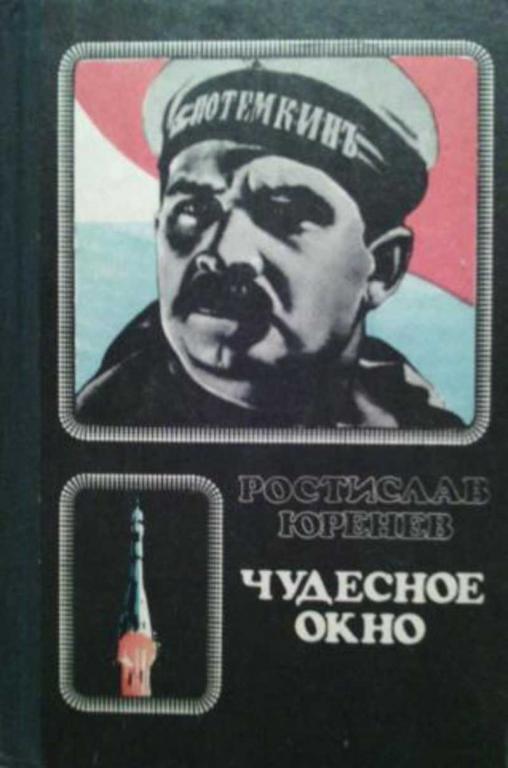 ПОТЕМКИНЪ
РОСТИСЛАВ
ЮРЕНЕВ
ЧУДЕСНОЕ
ОКНО